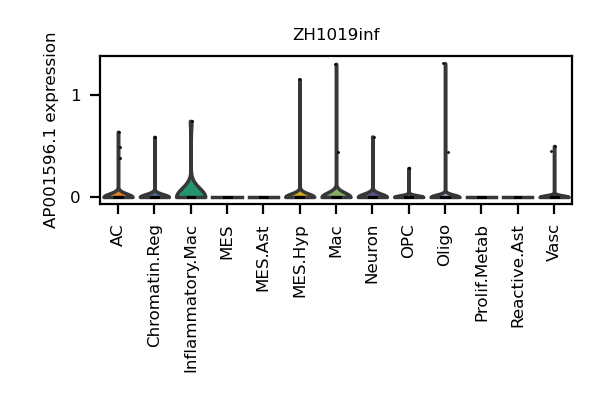 ZH1019inf
AP001596.1 expression
1
0
AC
Chromatin.Reg
Inflammatory.Mac
MES
MES.Ast
MES.Hyp
Mac
Neuron
OPC
Oligo
Prolif.Metab
Reactive.Ast
Vasc